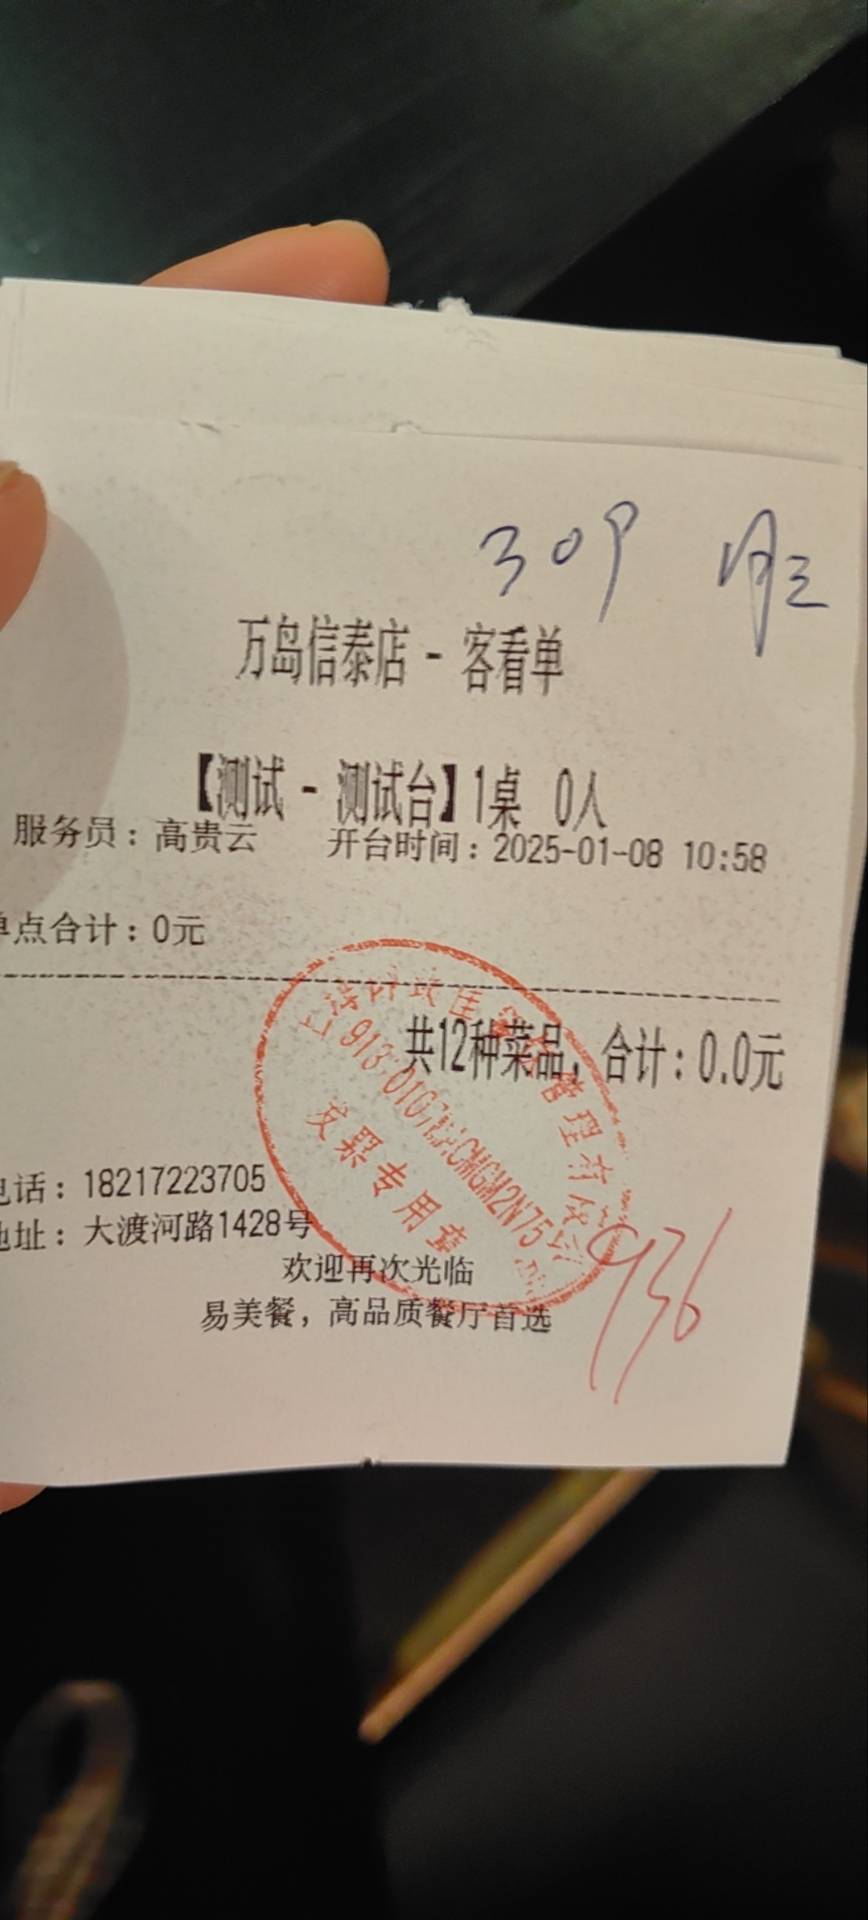 309
万岛信泰店 - 客看单
【测试 - 测试台】1桌 0人
服务员：高贵云 开台时间：2025-01-08 10:58
单点合计：0元
共12种菜品，合计：0.0元
电话：18217223705
地址：大渡河路1428号
欢迎再次光临
易美餐，高品质餐厅首选
发票专用章
936